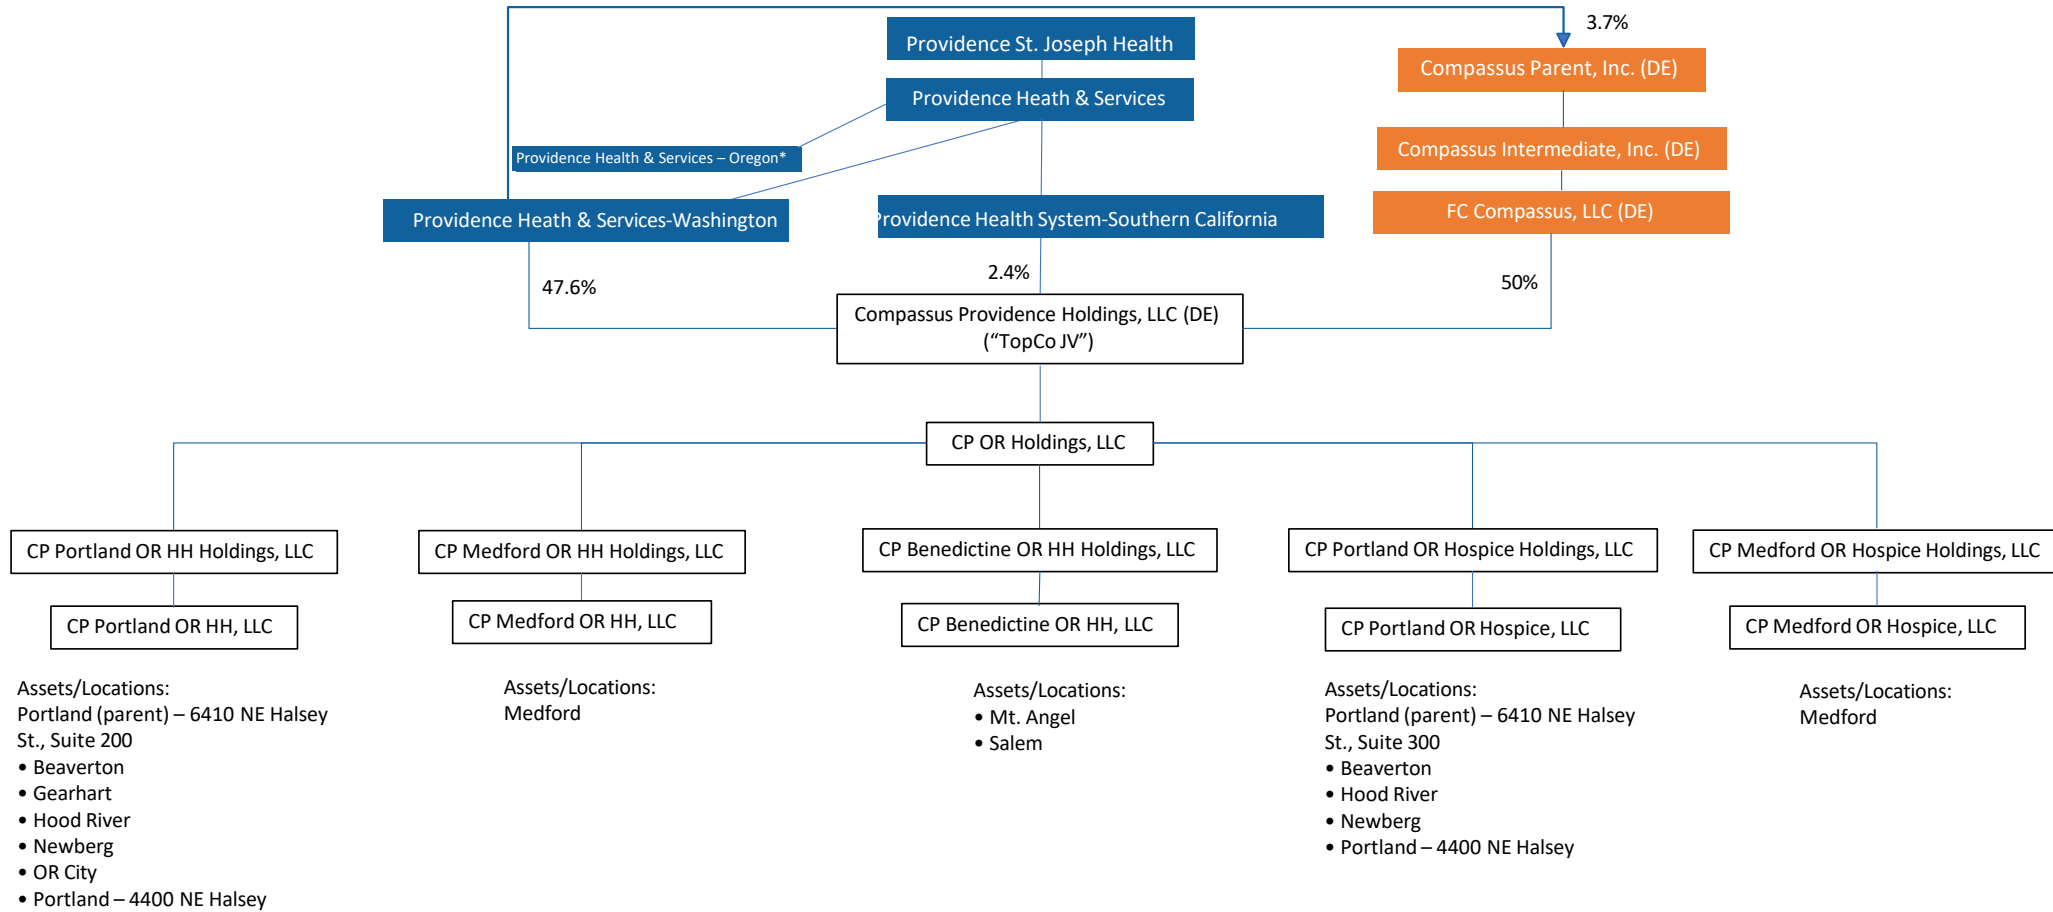 3.7%
Providence St. Joseph Health
Compassus Parent, Inc. (DE)
Providence Heath & Services
Compassus Intermediate, Inc. (DE)
Providence Health & Services – Oregon*
Providence Heath & Services-Washington
Providence Health System-Southern California
FC Compassus, LLC (DE)
47.6%
2.4%
50%
Compassus Providence Holdings, LLC (DE)
(“TopCo JV”)
CP OR Holdings, LLC
CP Portland OR HH Holdings, LLC
CP Medford OR HH Holdings, LLC
CP Benedictine OR HH Holdings, LLC
CP Portland OR Hospice Holdings, LLC
CP Medford OR Hospice Holdings, LLC
CP Portland OR HH, LLC
CP Medford OR HH, LLC
CP Benedictine OR HH, LLC
CP Portland OR Hospice, LLC
CP Medford OR Hospice, LLC
Assets/Locations:
Portland (parent) – 6410 NE Halsey
St., Suite 200
• Beaverton
• Gearhart
• Hood River
• Newberg
• OR City
• Portland – 4400 NE Halsey
Assets/Locations:
Medford
Assets/Locations:
• Mt. Angel
• Salem
Assets/Locations:
Portland (parent) – 6410 NE Halsey
St., Suite 300
• Beaverton
• Hood River
• Newberg
• Portland – 4400 NE Halsey
Assets/Locations:
Medford